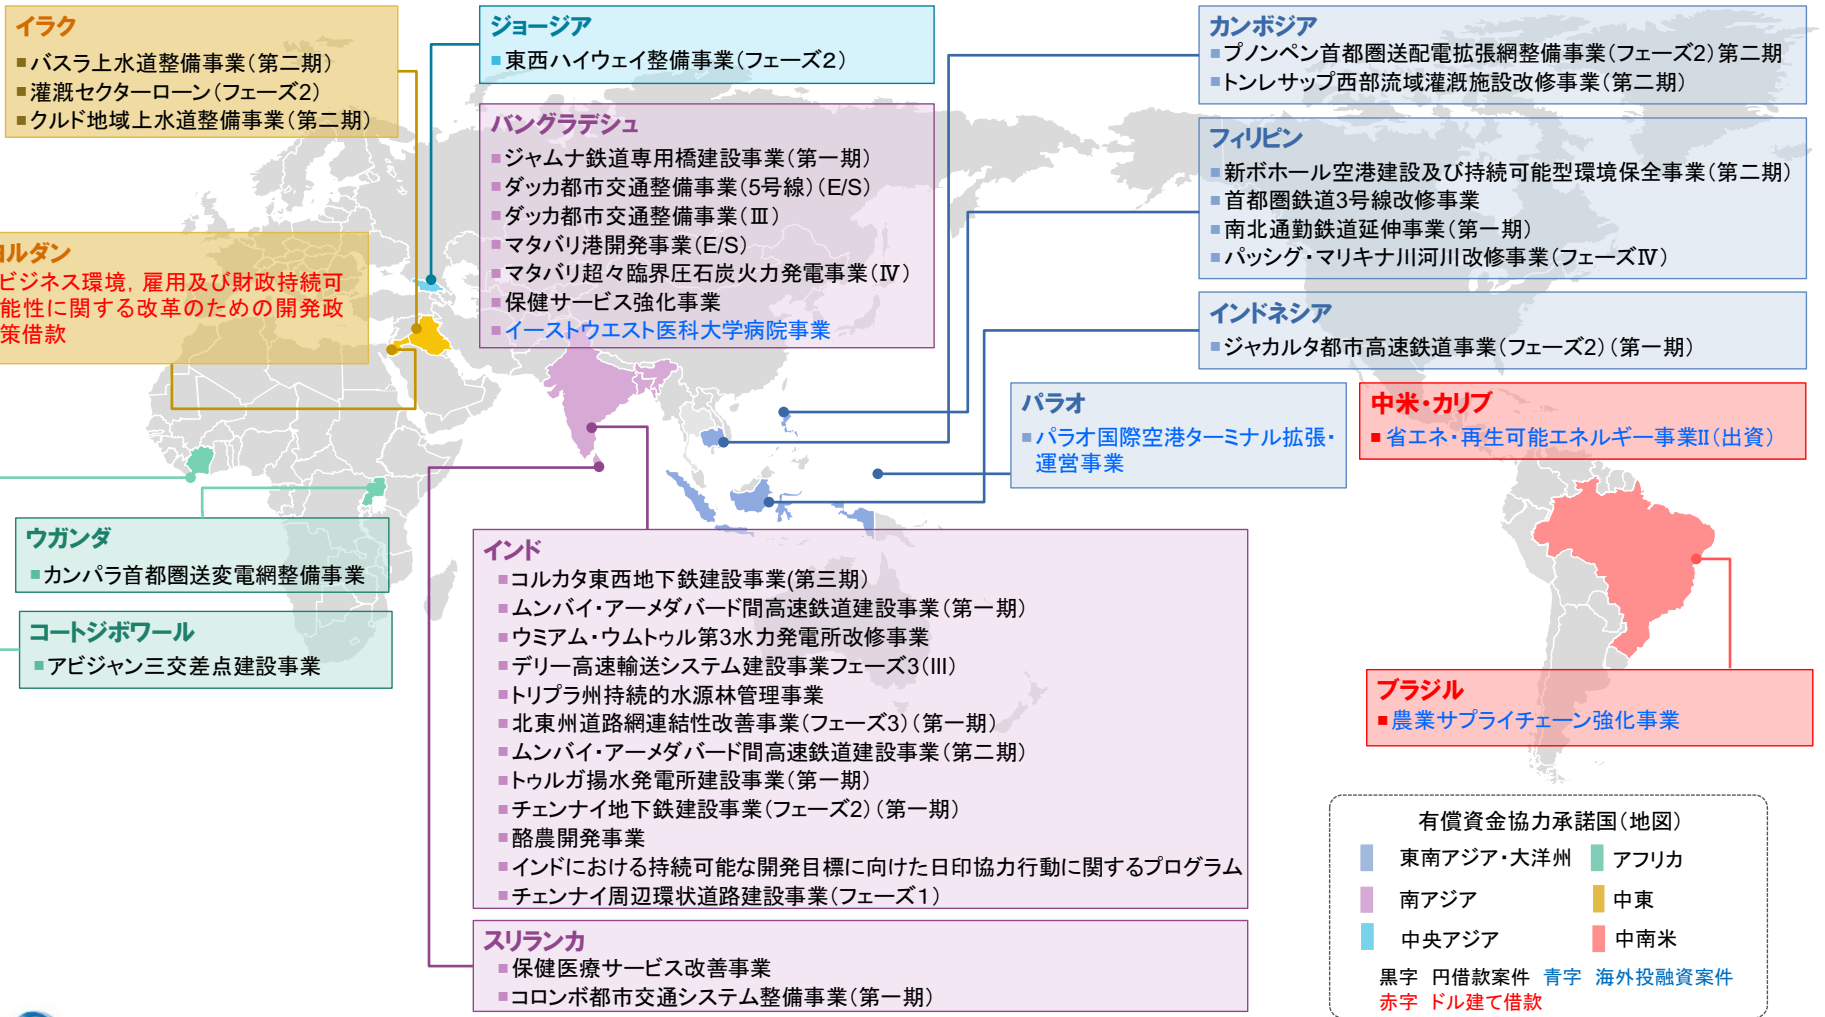 イラク
■バスラ上水道整備事業(第二期)
■灌漑セクターローン(フェーズ2)
■クルド地域上水道整備事業(第二期)
ジョージア
■東西ハイウェイ整備事業(フェーズ2)
カンボジア
■プノンペン首都圏送配電拡張網整備事業(フェーズ2)第二期
■トンレサップ西部流域灌漑施設改修事業(第二期)
バングラデシュ
■ジャムナ鉄道専用橋建設事業(第一期)
■ダッカ都市交通整備事業(5号線)(E/S)
■ダッカ都市交通整備事業(Ⅲ)
■マタバリ港開発事業(E/S)
■マタバリ超々臨界圧石炭火力発電事業(Ⅳ)
■保健サービス強化事業
■イーストウエスト医科大学病院事業
フィリピン
■新ボホール空港建設及び持続可能型環境保全事業(第二期)
■首都圏鉄道3号線改修事業
■南北通勤鉄道延伸事業(第一期)
■パッシグ・マリキナ川河川改修事業(フェーズⅣ)
ルダン
ビジネス環境,雇用及び財政持続可
能性に関する改革のための開発政
策借款
インドネシア
■ジャカルタ都市高速鉄道事業(フェーズ2)(第一期)
パラオ
■パラオ国際空港ターミナル拡張・
運営事業
中米・カリブ
■省エネ・再生可能エネルギー事業Ⅱ(出資)
ウガンダ
■カンパラ首都圏送変電網整備事業
コートジボワール
■アビジャン三交差点建設事業
インド
■コルカタ東西地下鉄建設事業(第三期)
■ムンバイ・アーメダバード間高速鉄道建設事業(第一期)
■ウミアム・ウムトゥル第3水力発電所改修事業
■デリー高速輸送システム建設事業フェーズ3(III)
■トリプラ州持続的水源林管理事業
■北東州道路網連結性改善事業(フェーズ3)(第一期)
■ムンバイ・アーメダバード間高速鉄道建設事業(第二期)
■トゥルガ揚水発電所建設事業(第一期)
■チェンナイ地下鉄建設事業(フェーズ2)(第一期)
■酪農開発事業
■インドにおける持続可能な開発目標に向けた日印協力行動に関するプログラム
■チェンナイ周辺環状道路建設事業(フェーズ1)
スリランカ
■保健医療サービス改善事業
■コロンボ都市交通システム整備事業(第一期)
ブラジル
■農業サプライチェーン強化事業
有償資金協力承諾国(地図)
東南アジア・大洋州 アフリカ
南アジア 中東
中央アジア 中南米
黒字 円借款案件 青字 海外投融資案件
赤字 ドル建て借款